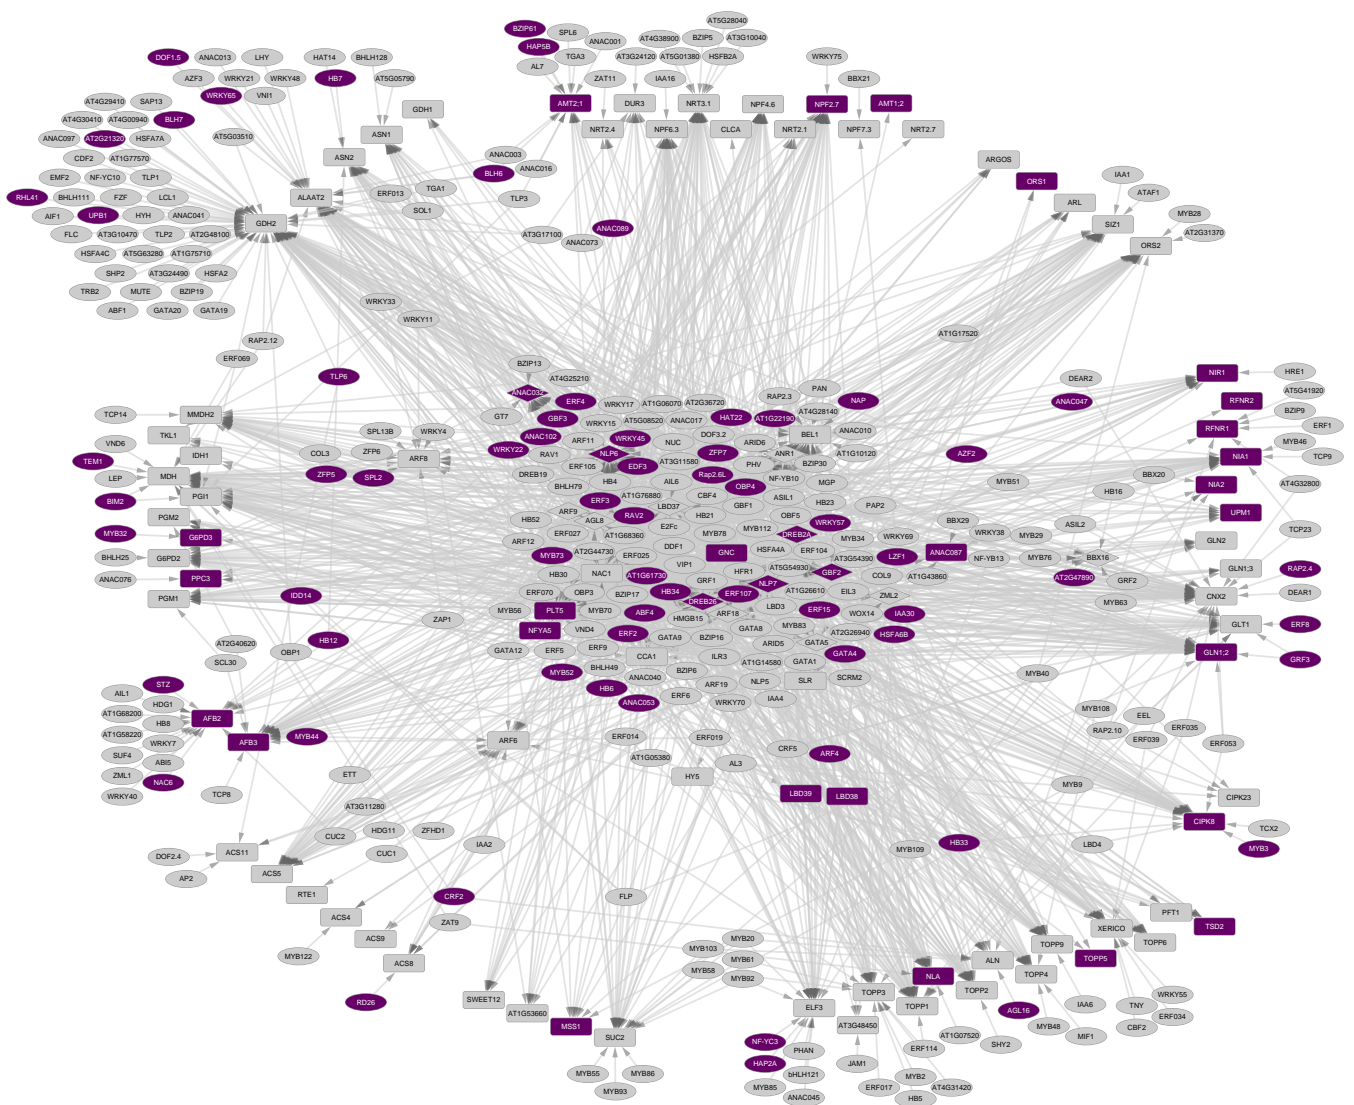 BZIP61
SPL6
ANAC001
HAP5B
TGA3
AL7
ZAT11
AMT2;1
AT5G28040
AT4G38900
BZIP5
AT3G10040
AT3G24120
AT5G01380
HSFB2A
IAA16
DUR3
NRT3.1
NPF4.6
WRKY75
BBX21
NPF2.7
AMT1;2
NRT2.4
NPF6.3
CLCA
NRT2.1
NPF7.3
NRT2.7
DOF1.5
ANAC013
LHY
HAT14
BHLH128
AZF3
WRKY21
WRKY48
HB7
AT5G05790
WRKY65
VNI1
GDH1
AT4G29410
SAP13
AT4G30410
AT4G00940
BLH7
ANAC097
AT2G21320
HSFA7A
AT5G03510
ASN1
CDF2
AT1G77570
ASN2
EMF2
NF-YC10
TLP1
RHL41
BHLH111
FZF
LCL1
ALAAT2
AIF1
UPB1
HYH
ANAC041
GDH2
FLC
AT3G10470
TLP2
AT2G48100
HSFA4C
AT5G63280
AT1G75710
SHP2
AT3G24490
HSFA2
TRB2
MUTE
BZIP19
ABF1
GATA20
GATA19
ANAC003
BLH6
ANAC016
TGA1
ERF013
TLP3
SOL1
AT3G17100
ANAC089
ANAC073
ARGOS
ORS1
ARL
IAA1
ATAF1
SIZ1
MYB28
ORS2
AT2G31370
WRKY33
WRKY11
RAP2.12
ERF069
TLP6
AT1G17520
DEAR2
ANAC047
NIR1
HRE1
RFNR2
AT5G41920
BZIP9
RFNR1
ERF1
MYB46
NIA1
TCP9
AT4G32800
NIA2
UPM1
TCP23
BZIP13
AT4G25210
ANAC032
ERF4
WRKY17
AT1G06070
AT2G36720
RAP2.3
PAN
NAP
GT7
GBF3
AT5G08520
ANAC017
HAT22
AT1G22190
AT4G28140
WRKY15
ANAC102
WRKY45
NUC
DOF3.2
ARID6
BEL1
ANAC010
WRKY22
RAV1
ARF11
NLP6
ZFP7
ANR1
AT1G10120
ERF105
EDF3
AT3G11580
PHV
BZIP30
DREB19
HB4
AIL6
Rap2.6L
NF-YB10
MGP
BHLH79
ERF3
AT1G76880
CBF4
OBP4
ASIL1
HB23
PAP2
ARF9
LBD37
GBF1
HB52
AGL8
RAV2
HB21
OBF5
WRKY57
ERF027
E2Fc
MYB112
DREB2A
MYB34
WRKY69
ARF12
AT1G68360
MYB78
MYB73
AT2G44730
DDF1
GNC
HSFA4A
ERF104
AT3G54390
LZF1
ANAC087
ERF025
VIP1
HFR1
AT5G54930
GBF2
HB30
NAC1
AT1G61730
GRF1
NLP7
COL9
AT1G43860
ERF070
OBP3
BZIP17
HB34
ERF107
AT1G26610
EIL3
ZML2
DREB26
LBD3
MYB56
PLT5
MYB70
ABF4
ARF18
ERF15
WOX14
IAA30
NFYA5
VND4
HMGB15
GATA8
MYB83
AT2G26940
HSFA6B
ERF2
GATA12
ERF5
ERF9
GATA9
BZIP16
ARID5
GATA5
GATA4
CCA1
ILR3
AT1G14580
GATA1
MYB52
BHLH49
BZIP6
NLP5
SLR
SCRM2
HB6
ANAC040
ARF19
IAA4
ANAC053
ERF6
WRKY70
TCP14
MMDH2
SPL13B
WRKY4
TKL1
VND6
COL3
ZFP6
ARF8
TEM1
IDH1
LEP
MDH
ZFP5
SPL2
BIM2
PGI1
MYB32
PGM2
G6PD3
BHLH25
G6PD2
ANAC076
PPC3
PGM1
IDD14
ZAP1
AT2G40620
HB12
SCL30
OBP1
AZF2
MYB51
BBX20
HB16
BBX29
WRKY38
ASIL2
MYB29
NF-YB13
MYB76
BBX16
GLN2
AT2G47890
GRF2
GLN1;3
RAP2.4
CNX2
DEAR1
MYB63
GLT1
ERF8
GLN1;2
GRF3
MYB40
MYB108
EEL
RAP2.10
ERF035
ERF039
ERF053
AIL1
STZ
HDG1
AT1G68200
AFB2
HB8
AT1G58220
WRKY7
AFB3
MYB44
SUF4
ABI5
ZML1
NAC6
WRKY40
TCP8
ETT
AT3G11280
ARF6
ERF014
ERF019
AT1G05380
AL3
HY5
CRF5
ARF4
LBD39
LBD38
MYB9
CIPK23
CIPK8
TCX2
MYB3
HB33
LBD4
MYB109
CUC2
HDG11
ZFHD1
CUC1
IAA2
DOF2.4
ACS11
AP2
ACS5
RTE1
CRF2
FLP
ACS4
ZAT9
MYB122
ACS9
ACS8
RD26
SWEET12
AT1G53660
MSS1
SUC2
MYB55
MYB86
MYB93
MYB20
MYB103
MYB61
MYB58
MYB92
ELF3
NF-YC3
PHAN
HAP2A
bHLH121
MYB85
ANAC045
TOPP3
AT3G48450
JAM1
NLA
TOPP1
ALN
TOPP2
TOPP9
TOPP4
TOPP5
XERICO
TOPP6
PFT1
TSD2
AGL16
AT1G07520
ERF114
SHY2
MYB2
AT4G31420
ERF017
HB5
IAA6
MYB48
MIF1
TNY
CBF2
WRKY55
ERF034